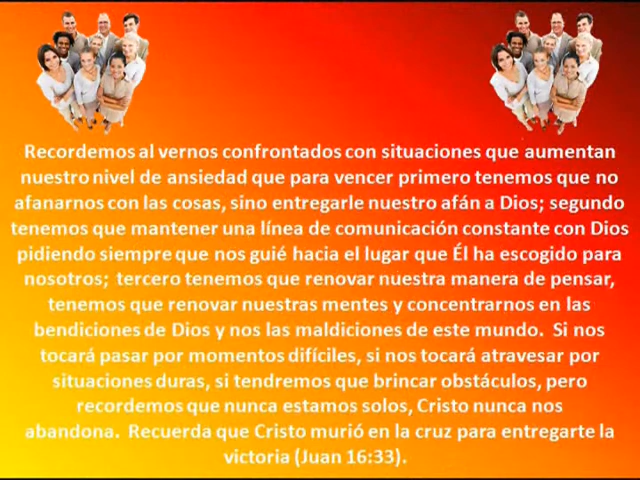 Recordemos al vernos confrontados con situaciones que aumentan
nuestro nivel de ansiedad que para vencer primero tenemos que no
afanarnos con las cosas, sino entregarle nuestro afán a Dios; segundo
tenemos que mantener una línea de comunicación constante con Dios
pidiendo siempre que nos guié hacia el lugar que Él ha escogido para
nosotros; tercero tenemos que renovar nuestra manera de pensar,
tenemos que renovar nuestras mentes y concentrarnos en las
bendiciones de Dios y nos las maldiciones de este mundo. Si nos
tocará pasar por momentos difíciles, si nos tocará atravesar por
situaciones duras, si tendremos que brincar obstáculos, pero
recordemos que nunca estamos solos, Cristo nunca nos
abandona. Recuerda que Cristo murió en la cruz para entregarte la
victoria (Juan 16:33).